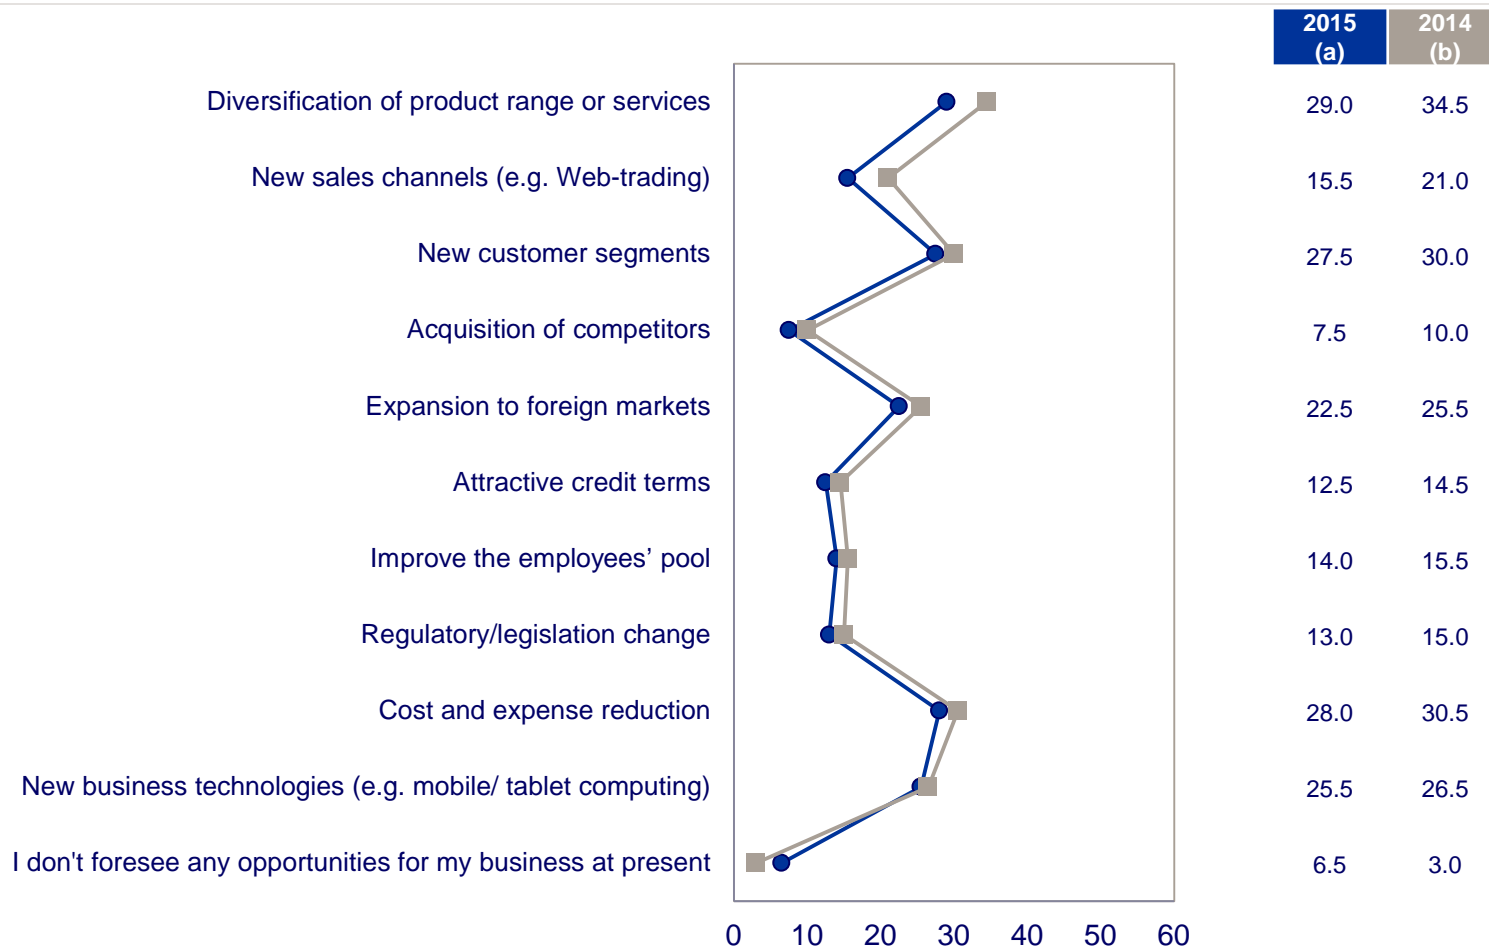 2015 2014
(a) (b)
Diversification of product range or services 29.0 34.5
New sales channels (e.g. Web-trading) 15.5 21.0
New customer segments 27.5 30.0
Acquisition of competitors 7.5 10.0
Expansion to foreign markets 22.5 25.5
Attractive credit terms 12.5 14.5
Improve the employees’ pool 14.0 15.5
Regulatory/legislation change 13.0 15.0
Cost and expense reduction 28.0 30.5
New business technologies (e.g. mobile/ tablet computing) 25.5 26.5
I don't foresee any opportunities for my business at present 6.5 3.0
0 10 20 30 40 50 60